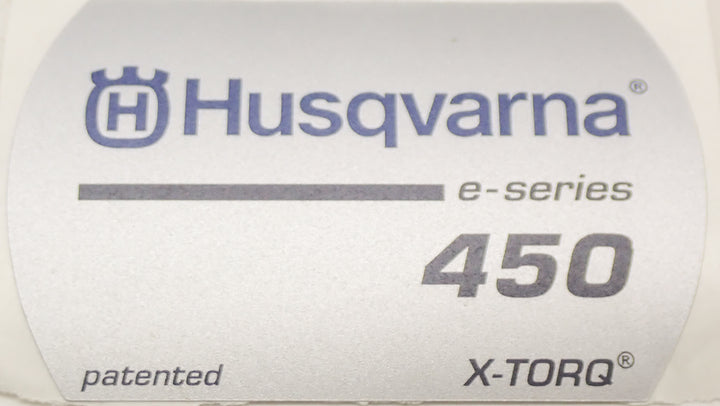 H Husqvarna®
e-series
450
patented X-TORQ®